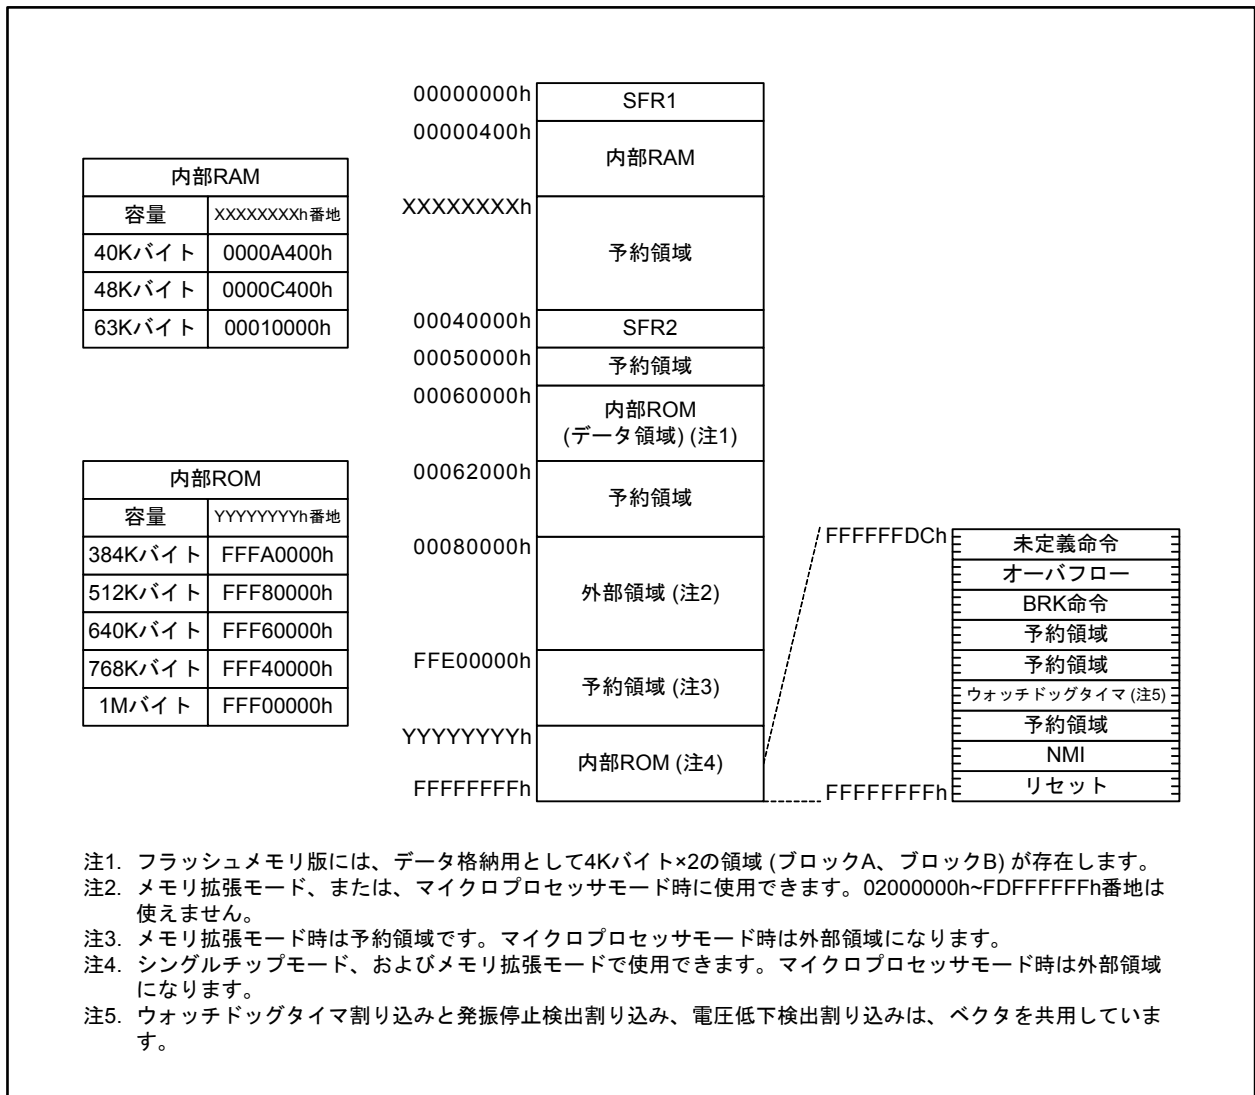 内部RAM
容量 XXXXXXXXh番地
40Kバイト 0000A400h
48Kバイト 0000C400h
63Kバイト 00010000h
内部ROM
容量 YYYYYYYYh番地
384Kバイト FFFA0000h
512Kバイト FFF80000h
640Kバイト FFF60000h
768Kバイト FFF40000h
1Mバイト FFF00000h
00000000h SFR1
00000400h
内部RAM
XXXXXXXXh
予約領域
00040000h SFR2
00050000h 予約領域
00060000h
内部ROM
(データ領域) (注1)
00062000h
予約領域
00080000h
外部領域 (注2)
FFE00000h
予約領域 (注3)
YYYYYYYYh
内部ROM (注4)
FFFFFFFFh
FFFFFFDCh 未定義命令
オーバフロー
BRK命令
予約領域
予約領域
ウォッチドッグタイマ (注5)
予約領域
NMI
FFFFFFFFh リセット
注1. フラッシュメモリ版には、データ格納用として4Kバイト×2の領域 (ブロックA、ブロックB) が存在します。
注2. メモリ拡張モード、または、マイクロプロセッサモード時に使用できます。02000000h~FDFFFFFFh番地は
使えません。
注3. メモリ拡張モード時は予約領域です。マイクロプロセッサモード時は外部領域になります。
注4. シングルチップモード、およびメモリ拡張モードで使用できます。マイクロプロセッサモード時は外部領域
になります。
注5. ウォッチドッグタイマ割り込みと発振停止検出割り込み、電圧低下検出割り込みは、ベクタを共用していま
す。